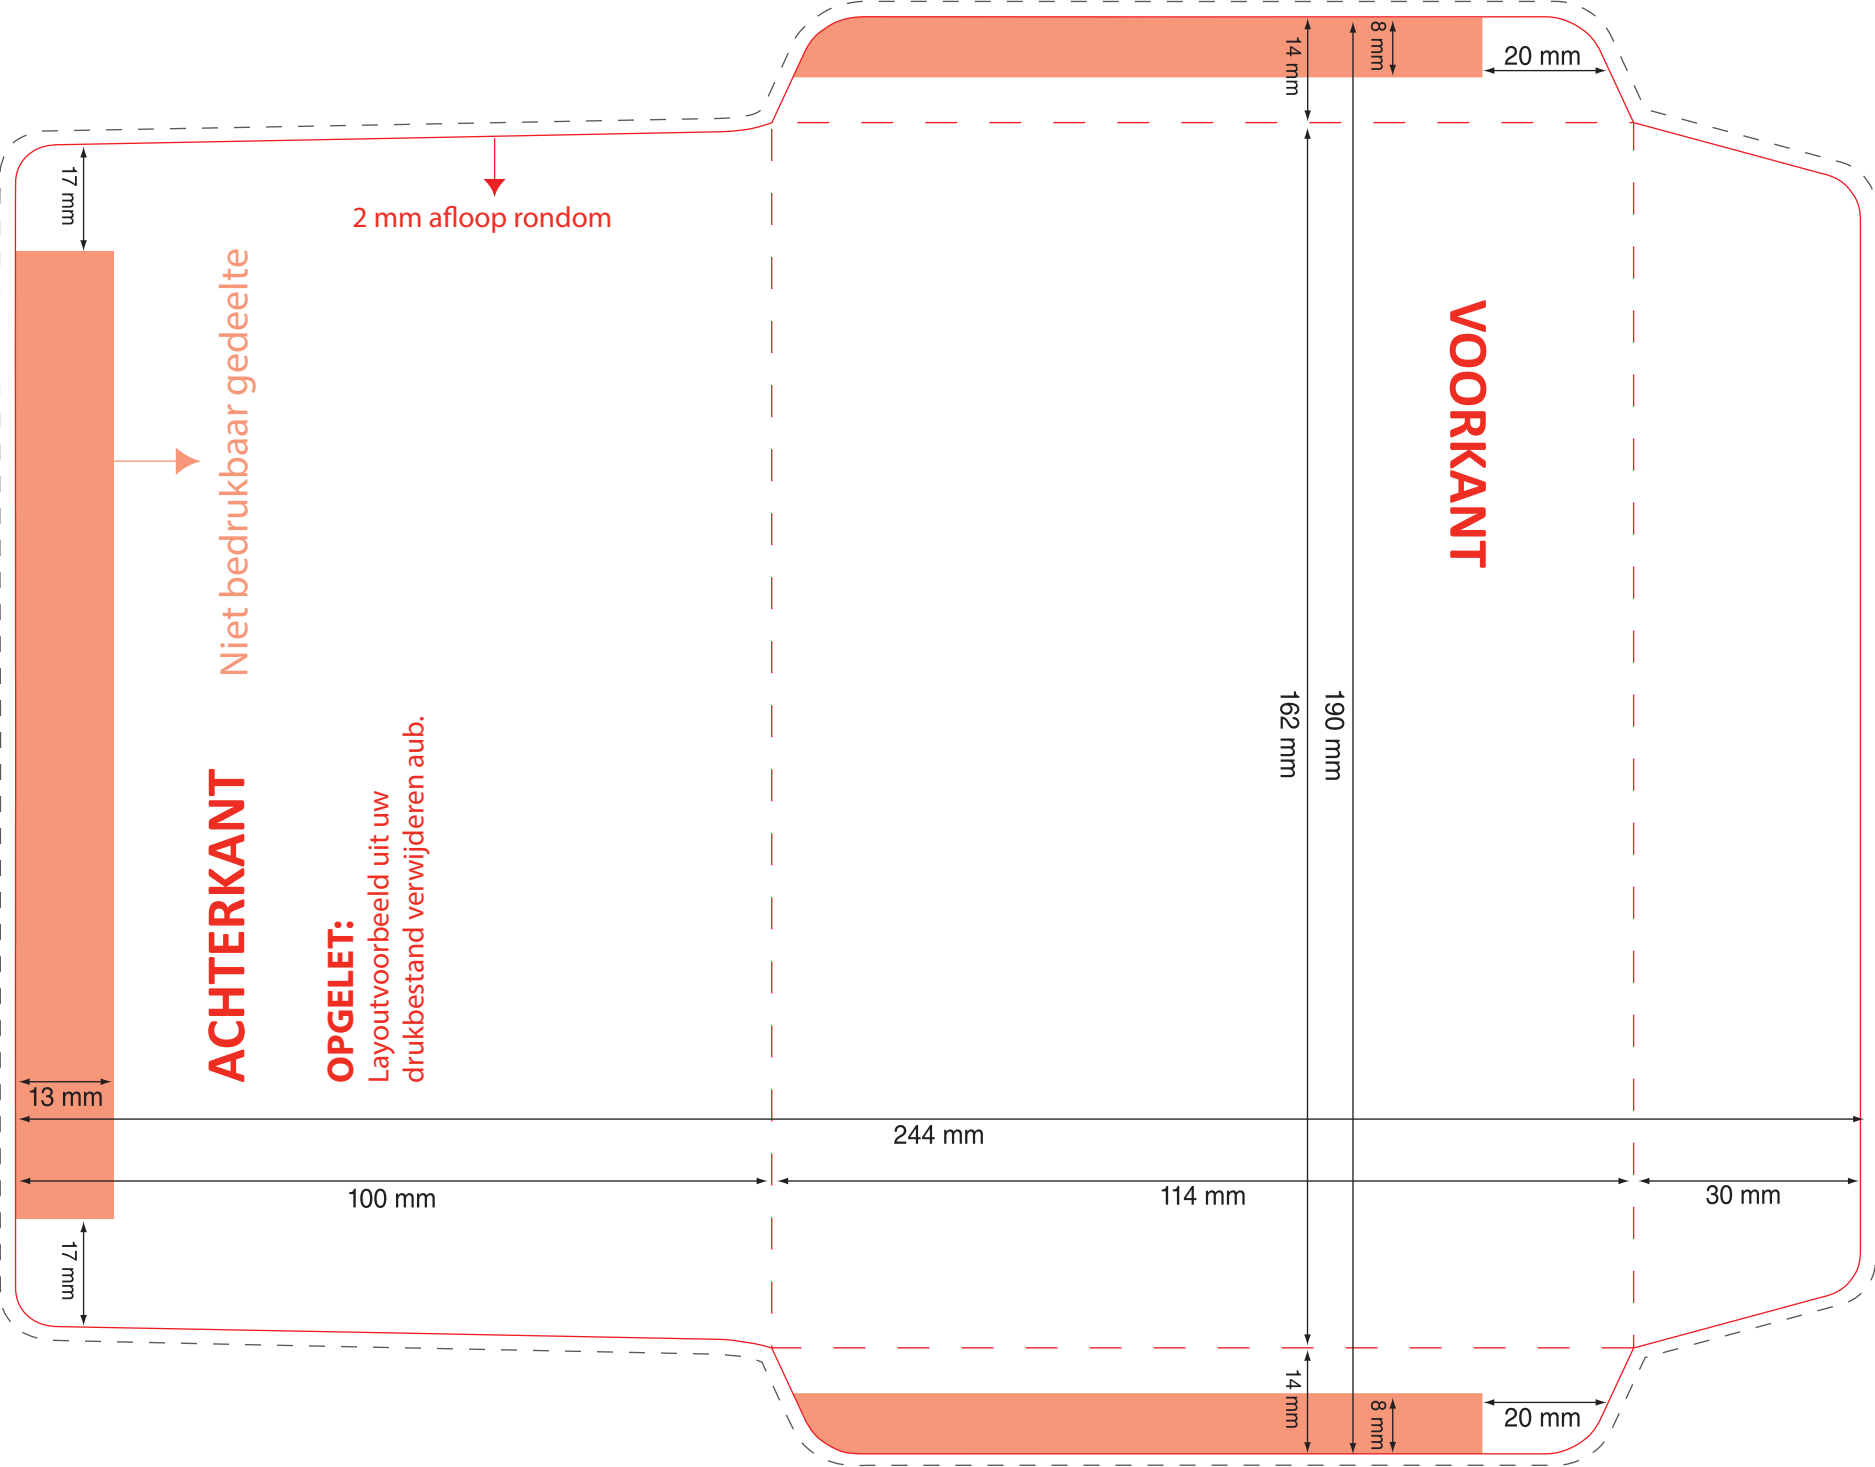 8 mm
14 mm
20 mm
17 mm
2 mm afloop rondom
Niet bedrukbaar gedeelte
VOORKANT
162 mm
190 mm
ACHTERKANT
OPGELET:
Layoutvoorbeeld uit uw
drukbestand verwijderen aub.
13 mm
244 mm
100 mm
114 mm
30 mm
17 mm
14 mm
8 mm
20 mm